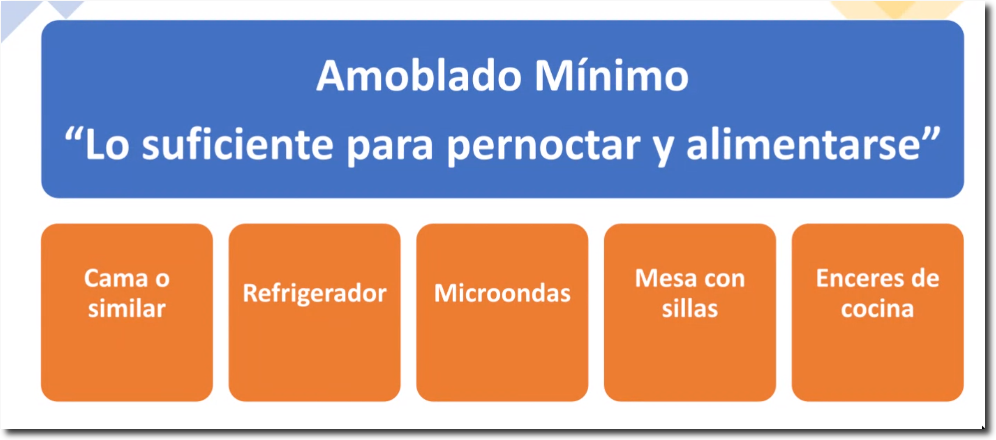 Amoblado Mínimo
“Lo suficiente para pernoctar y alimentarse”
Cama o
similar
Refrigerador
Microondas
Mesa con
sillas
Enceres de
cocina